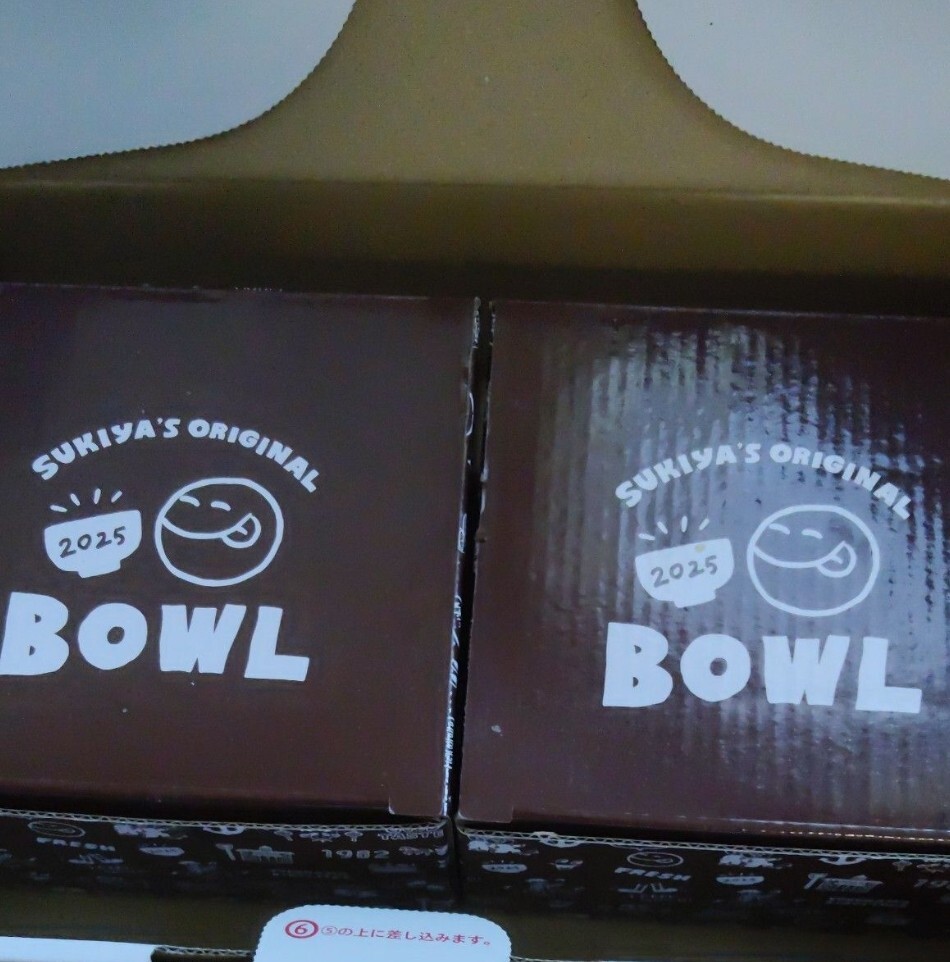 SUKIYA'S ORIGINAL
2025
BOWL
SUKIYA'S ORIGINAL
2025
BOWL
TASTE
FRESH
1982
FRESH
⑥⑤の上に差し込みます。